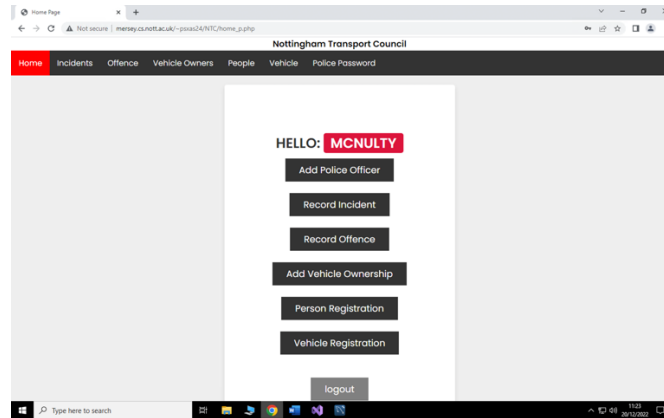 Home Page
Not secure | mersey.cs.nott.ac.uk/~psxas24/NTC/home_p.php
Nottingham Transport Council
Home Incidents Offence Vehicle Owners People Vehicle Police Password
HELLO: MCNULTY
Add Police Officer
Record Incident
Record Offence
Add Vehicle Ownership
Person Registration
Vehicle Registration
logout
Type here to search
11:23
20/12/2022